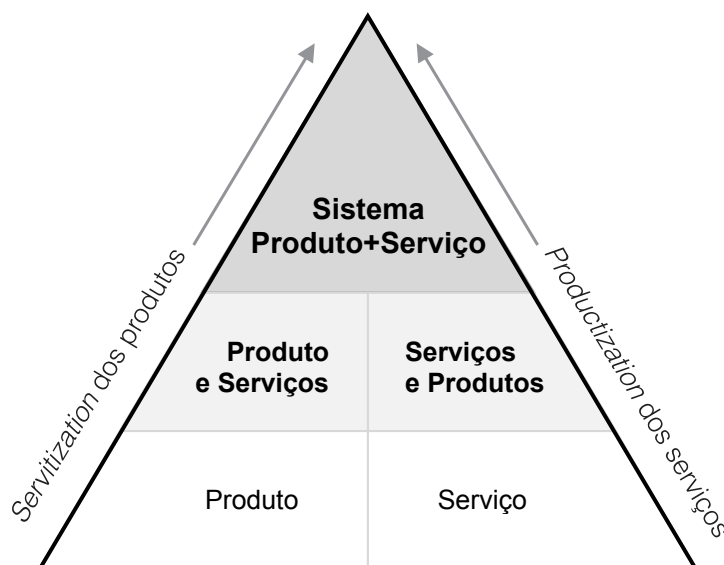 Sistema
Produto+Serviço
Servitization dos produtos
Productization dos serviços
Produto
e Serviços
Serviços
e Produtos
Produto
Serviço